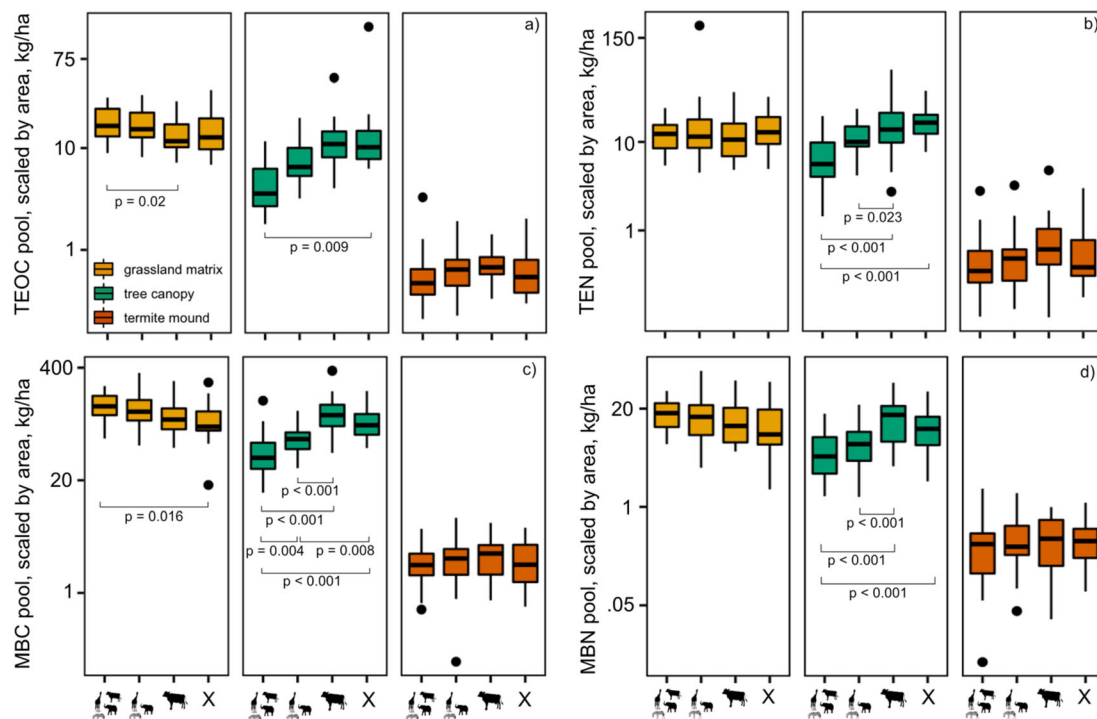 a)
TEOC pool, scaled by area, kg/ha
75
10
1
p = 0.02
p = 0.009
grassland matrix
tree canopy
termite mound
b)
TEN pool, scaled by area, kg/ha
150
10
1
p = 0.023
p < 0.001
p < 0.001
c)
MBC pool, scaled by area, kg/ha
400
20
1
p = 0.016
p < 0.001
p < 0.001
p = 0.004
p = 0.008
p < 0.001
X
X
X
d)
MBN pool, scaled by area, kg/ha
20
1
.05
p < 0.001
p < 0.001
p < 0.001
X
X
X